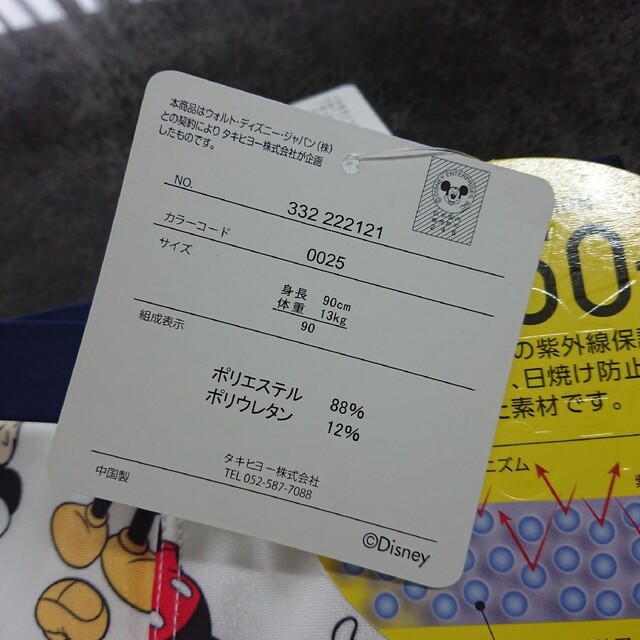 本商品はウォルト・ディズニー・ジャパン(株)
との契約によりタキヒヨー株式会社が企画
したものです。
NO.
332 222121
カラーコード
0025
サイズ
身長 90cm
体重 13kg
90
組成表示
ポリエステル 88%
ポリウレタン 12%
タキヒヨー株式会社
TEL 052-587-7088
中国製
©Disney
50+
の紫外線保
、日焼け防止
素材です。
ニズム